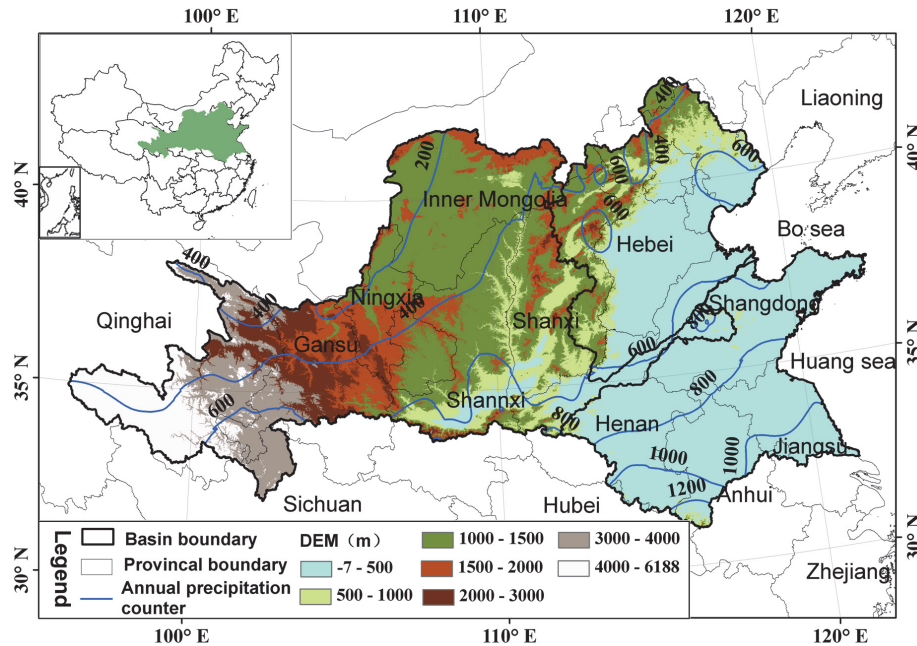 100° E
110° E
120° E
40° N
35° N
30° N
40° N
35° N
30° N
100° E
110° E
120° E
Liaoning
400
400
600
200
600
Inner Mongolia
600
Hebei
Bo sea
400
Qinghai
400
Ningxia
400
Shangdong
800
Gansu
Shanxi
600
Huang sea
600
Shannxi
800
800
Henan
Jiangsu
1000
1000
1200
Anhui
Sichuan
Hubei
Zhejiang
Legend
Basin boundary
Provincal boundary
Annual precipitation
counter
DEM（m）
-7 - 500
500 - 1000
1000 - 1500
1500 - 2000
2000 - 3000
3000 - 4000
4000 - 6188